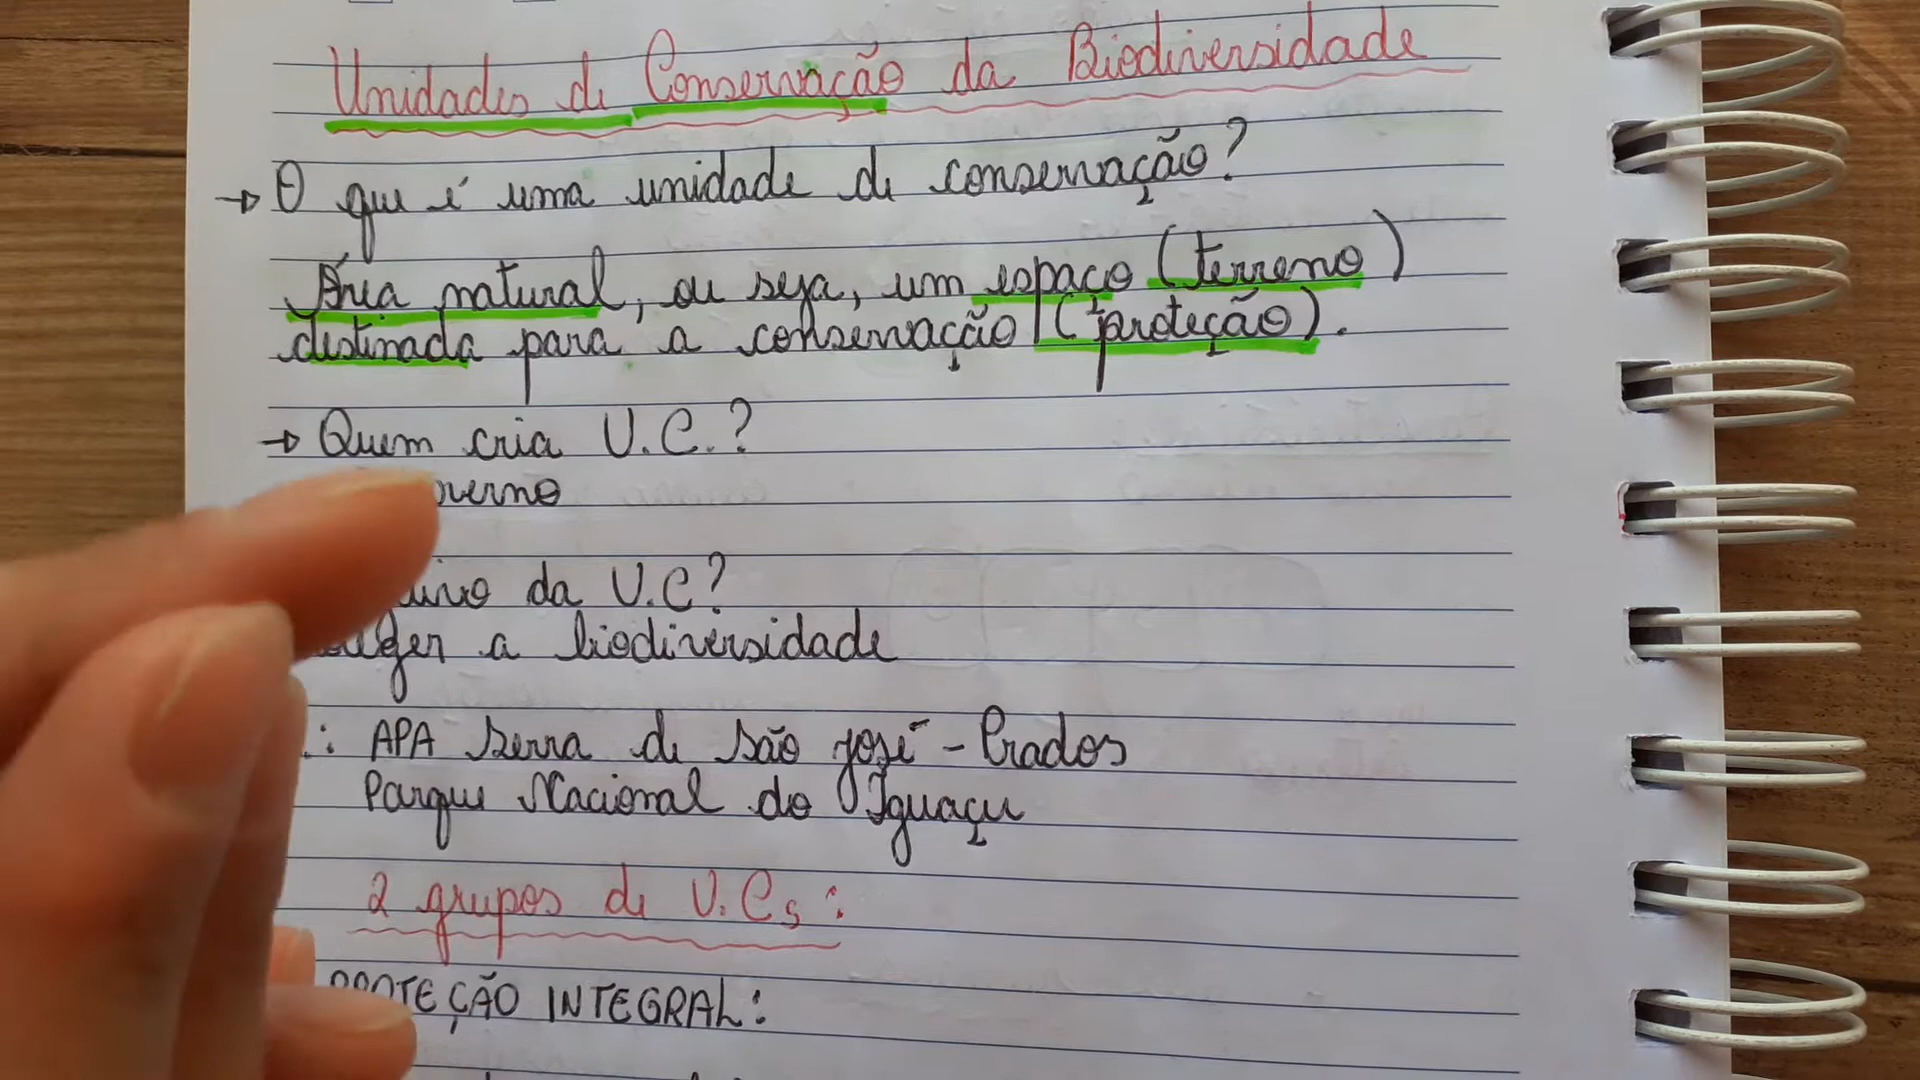 Unidades de Conservação da Biodiversidade
→ O que é uma unidade de conservação?
Área natural, ou seja, um espaço (terreno)
destinada para a conservação (proteção).
→ Quem cria U.C.?
da U.C?
a biodiversidade
APA Serra de São José - Prados
Parque Nacional do Iguaçu
2 grupos de U.Cs:
INTEGRAL: